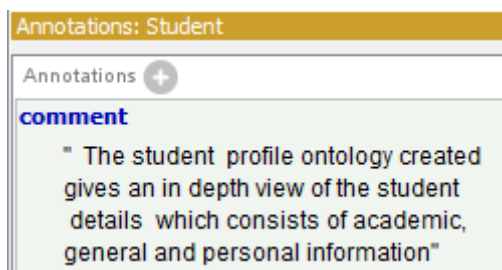 Annotations: Student
Annotations +
comment
" The student profile ontology created
gives an in depth view of the student
details which consists of academic,
general and personal information"